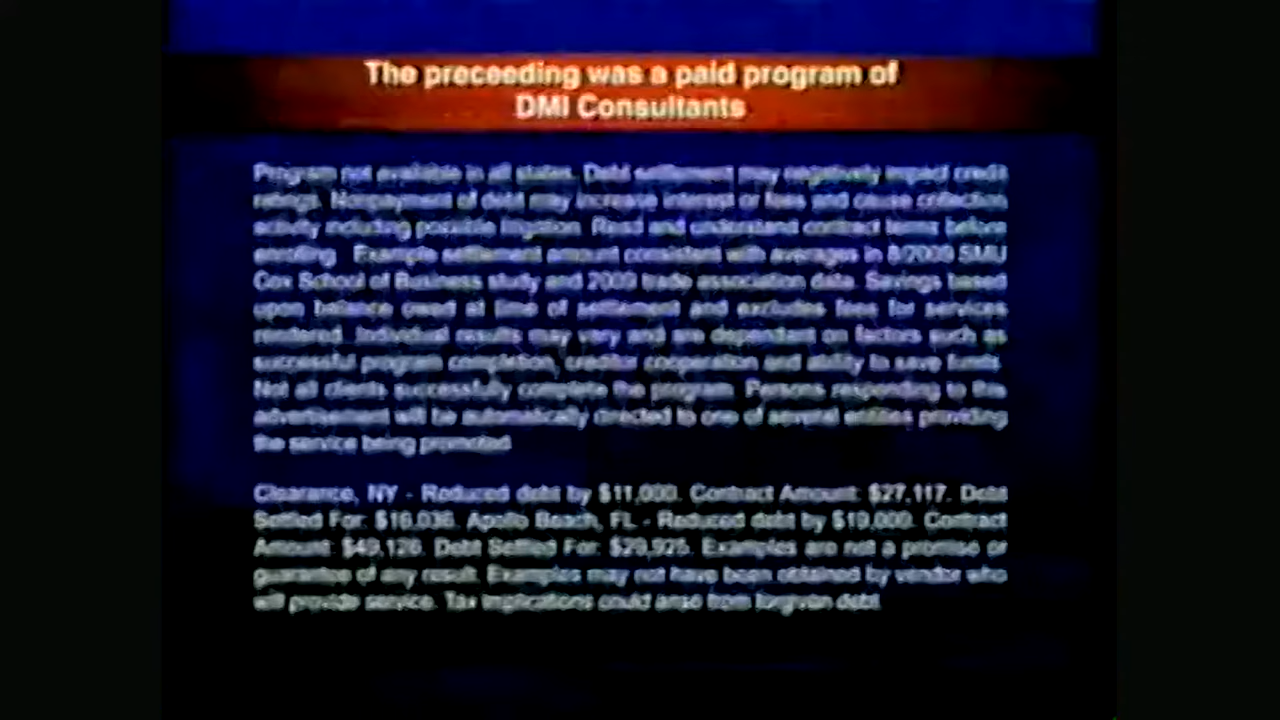 The preceeding was a paid program of
DMI Consultants
Program not available in all states. Debt settlement may negatively impact credit
ratings. Nonpayment of debt may increase interest or fees and cause collection
activity including possible litigation. Read and understand contract terms before
enrolling. Example settlement amount consistent with averages in 8/2009 SMU
Cox School of Business study and 2009 trade association data. Savings based
upon balance owed at time of settlement and excludes fees for services
rendered. Individual results may vary and are dependant on factors such as
successful program completion, creditor cooperation and ability to save funds.
Not all clients successfully complete the program. Persons responding to this
advertisement will be automatically directed to one of several entities providing
the service being promoted.
Clearance, NY - Reduced debt by $11,000. Contract Amount: $27,117. Debt
Settled For: Apollo Beach, FL - Reduced debt by $19,000. Contract
Amount: Debt Settled For: Examples are not a promise or
guarantee of any result. Examples may not have been obtained by vendor who
will provide service. Tax implications could arise from forgiven debt.